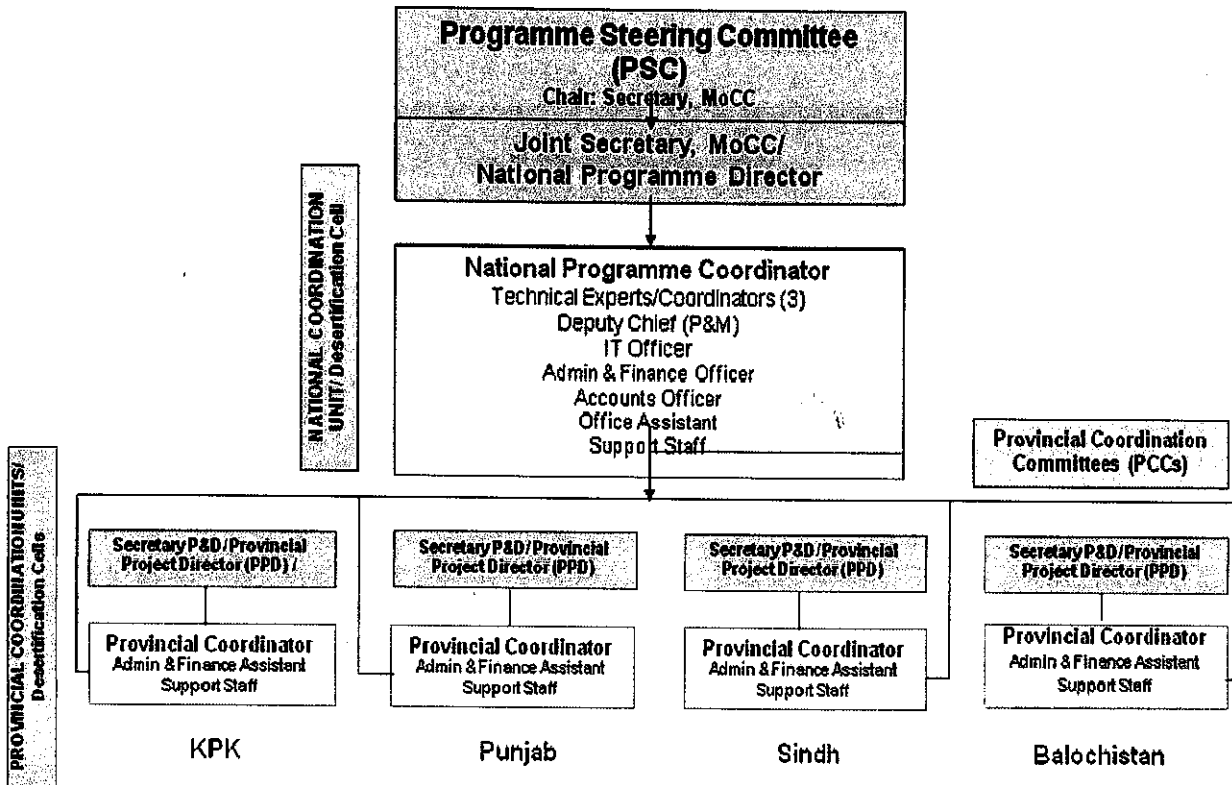 Programme Steering Committee
(PSC)
Chair: Secretary, MoCC
Joint Secretary, MoCC/
National Programme Director
NATIONAL COORDINATION
UNIT/ Desertification Cell
National Programme Coordinator
Technical Experts/Coordinators (3)
Deputy Chief (P&M)
IT Officer
Admin & Finance Officer
Accounts Officer
Office Assistant
Support Staff
Provincial Coordination
Committees (PCCs)
PROVINICIAL COORDINATIONUNITS/
Desertification Cells
Secretary P&D/Provincial
Project Director (PPD) /
Secretary P&D/Provincial
Project Director (PPD)
Secretary P&D/Provincial
Project Director (PPD)
Secretary P&D/Provincial
Project Director (PPD)
Provincial Coordinator
Admin & Finance Assistant
Support Staff
Provincial Coordinator
Admin & Finance Assistant
Support Staff
Provincial Coordinator
Admin & Finance Assistant
Support Staff
Provincial Coordinator
Admin & Finance Assistant
Support Staff
KPK
Punjab
Sindh
Balochistan